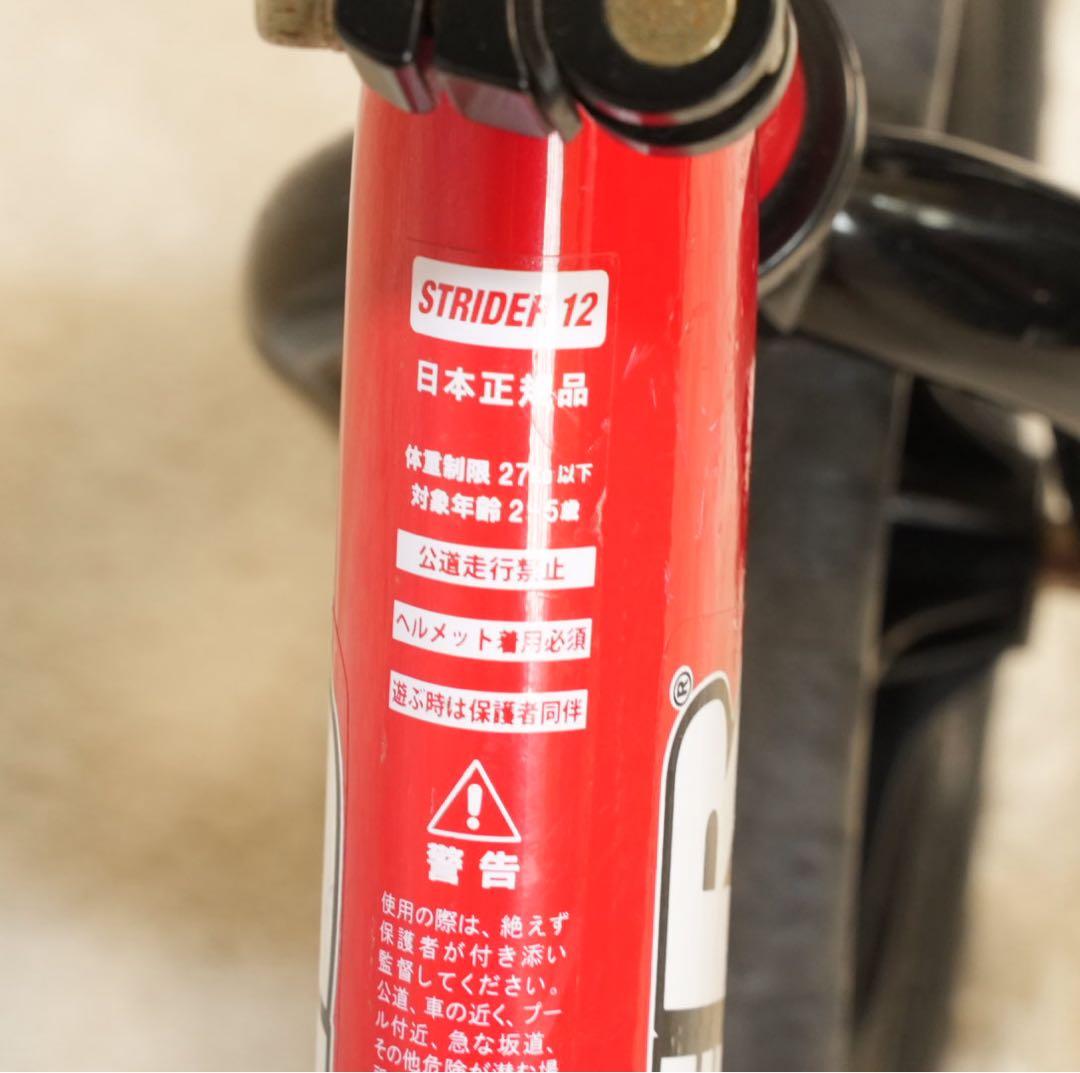 STRIDER 12
日本正規品
体重制限 27kg以下
対象年齢 2-5歳
公道走行禁止
ヘルメット着用必須
遊ぶ時は保護者同伴
警告
使用の際は、絶えず
保護者が付き添い
監督してください。
公道、車の近く、プー
ル付近、急な坂道、
その他危険が潜む場
®